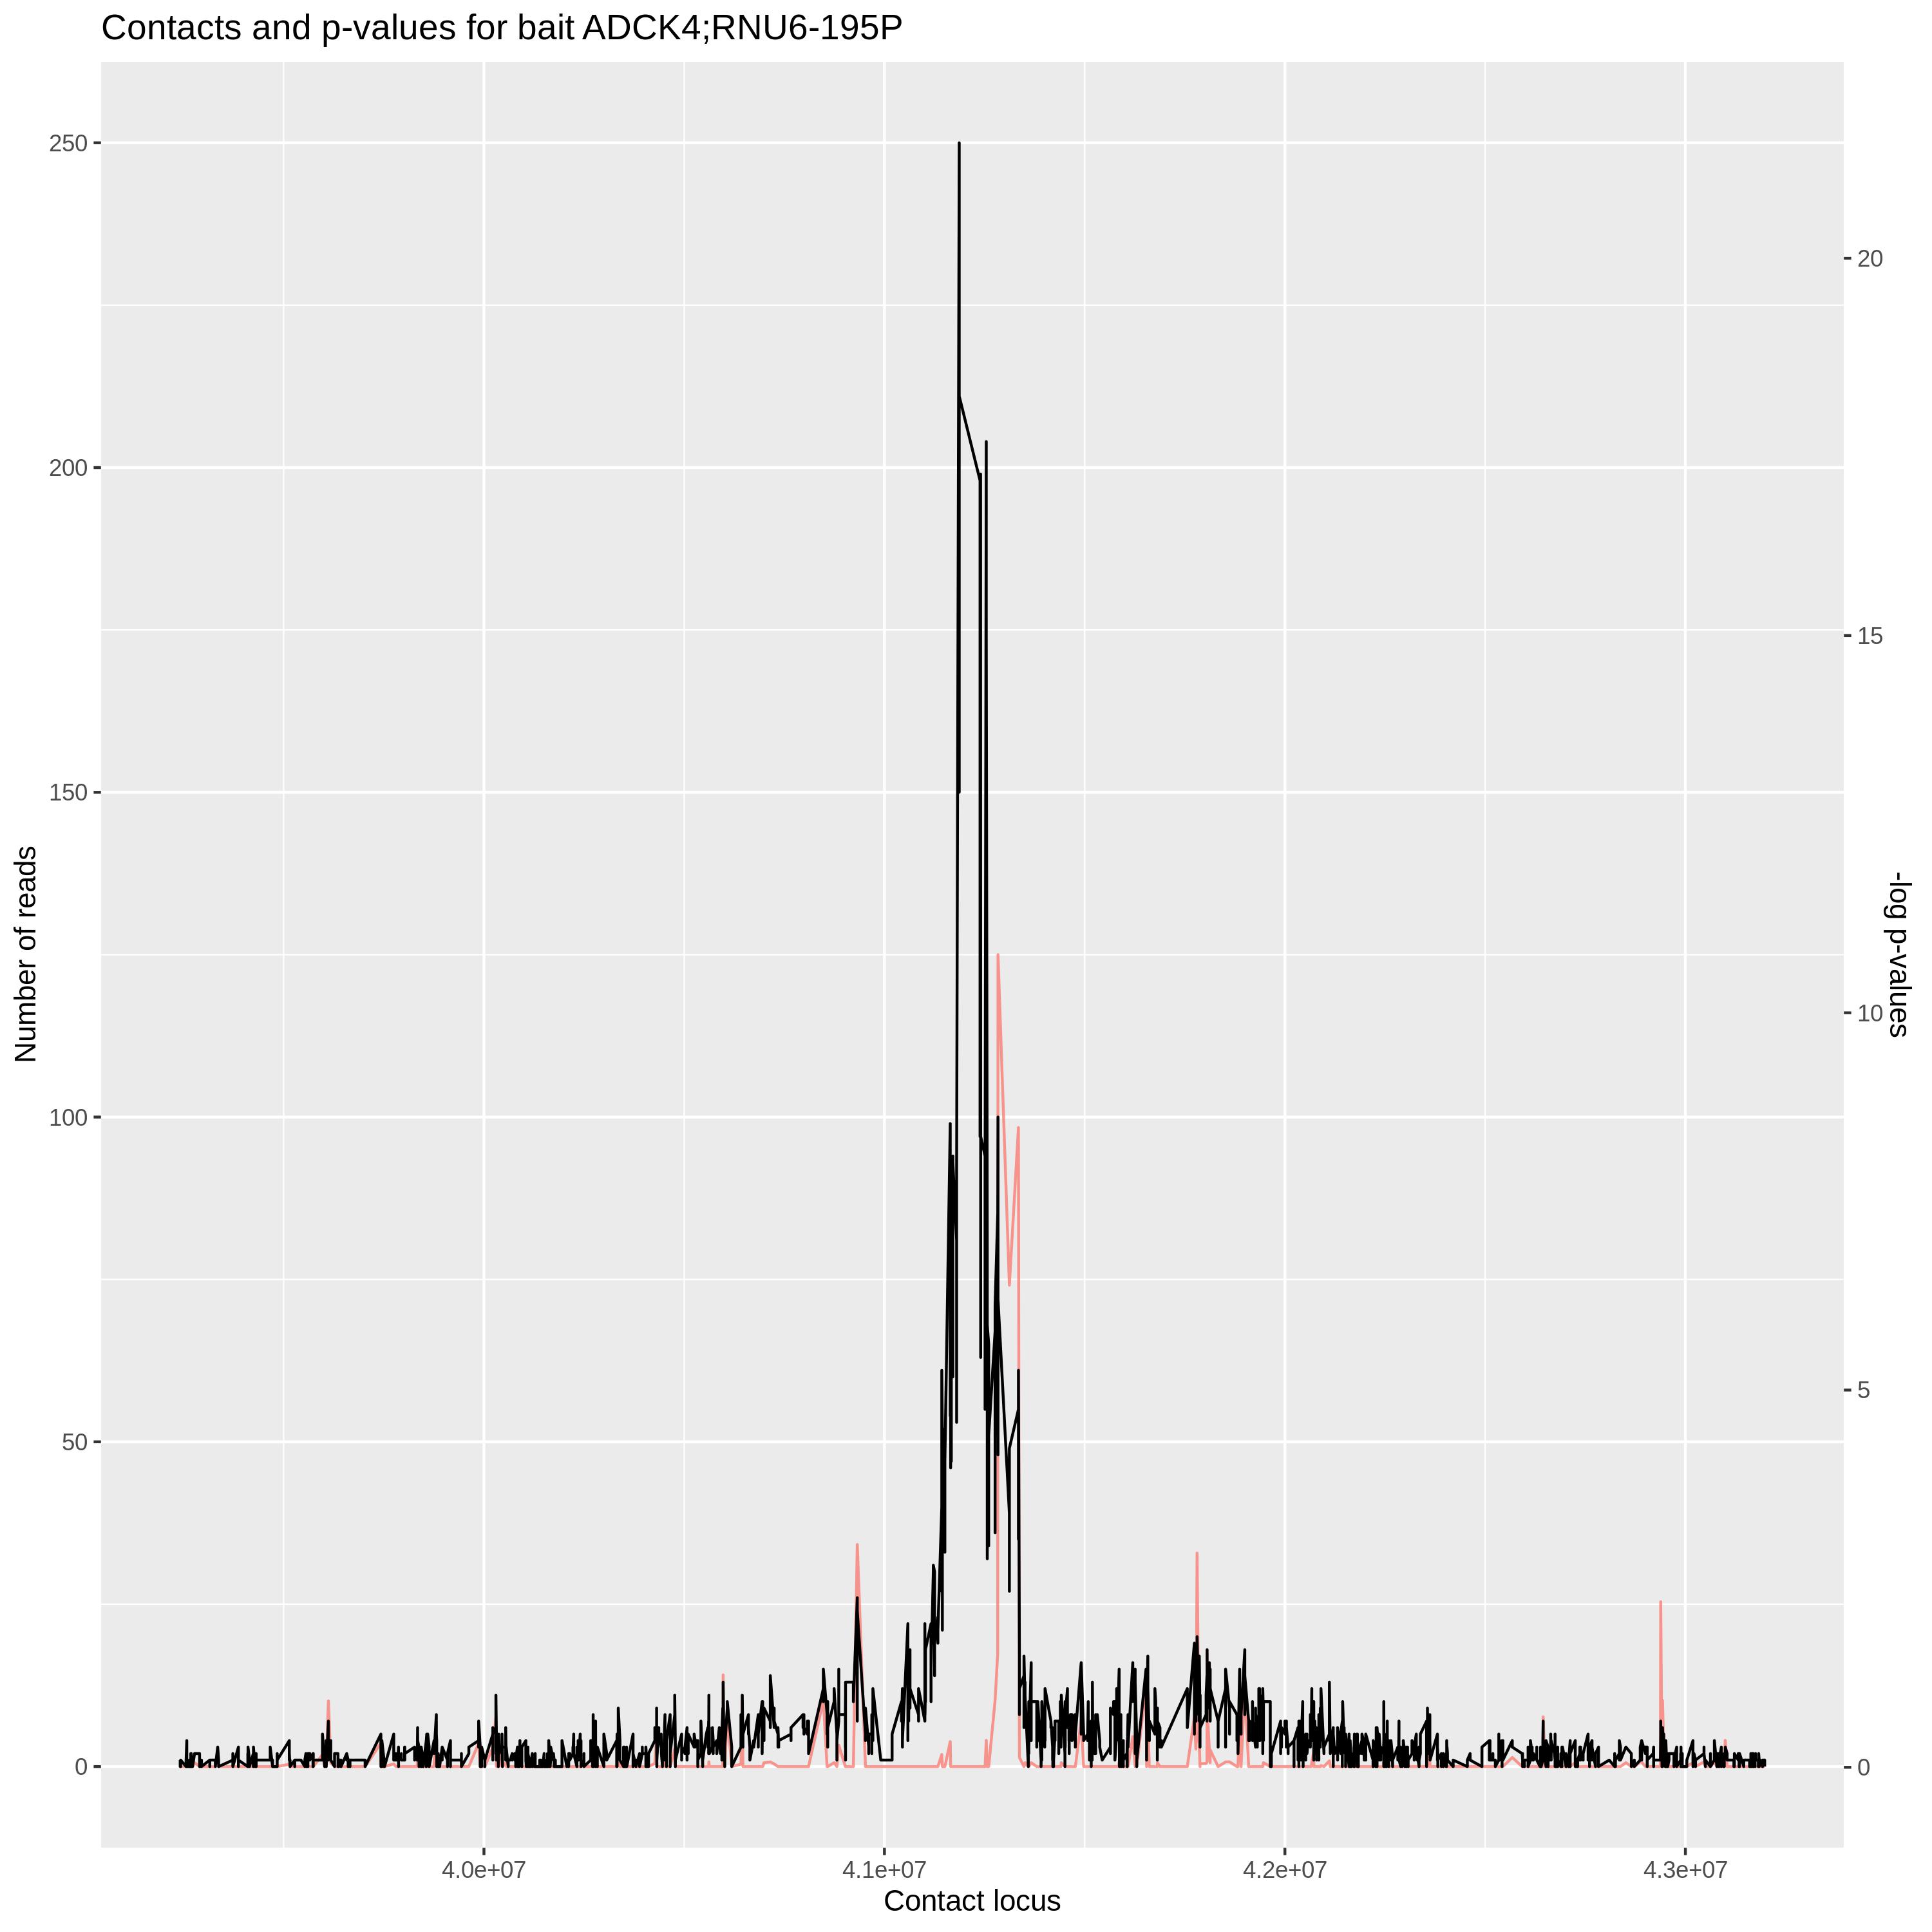 Contacts and p-values for bait ADCK4;RNU6-195P
250
200
150
100
50
0
Number of reads
20
15
10
5
0
-log p-values
4.0e+07
4.1e+07
4.2e+07
4.3e+07
Contact locus